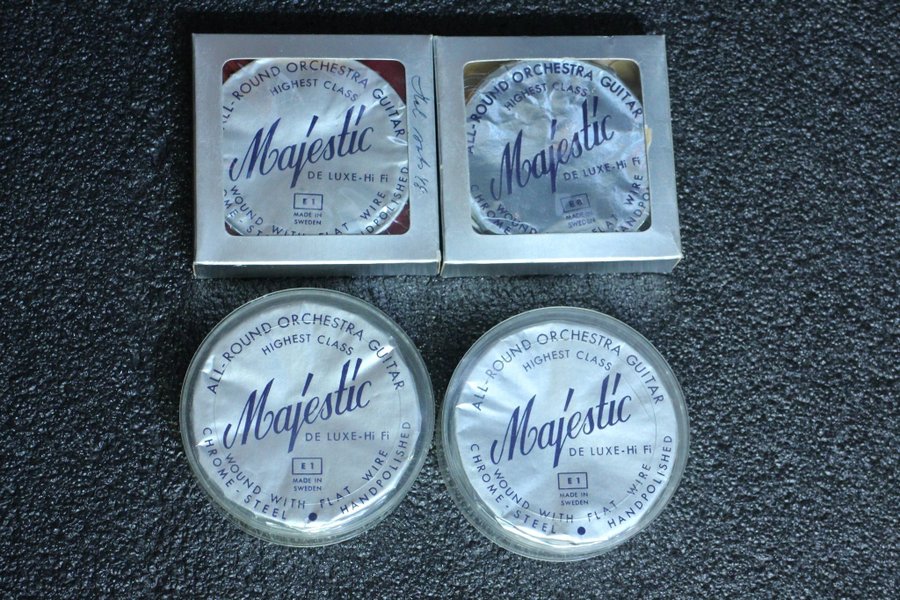 ALL-ROUND ORCHESTRA GUITAR
HIGHEST CLASS
Majestic
DE LUXE-Hi Fi
E1
MADE IN
SWEDEN
WOUND WITH FLAT WIRE
CHROME-ST
HANDPOLISHED
ALL-ROUND ORCHESTRA GUITAR
HIGHEST CLASS
Majestic
DE LUXE-Hi Fi
E6
MADE IN
SWEDEN
WOUND WITH FLAT WIRE
CHROME
HANDPOL
ALL-ROUND ORCHESTRA GUITAR
HIGHEST CLASS
Majestic
DE LUXE-Hi Fi
E1
MADE IN
SWEDEN
WOUND WITH FLAT WIRE
CHROME-STEEL • HANDPOLISHED
ALL-ROUND ORCHESTRA GUITAR
HIGHEST CLASS
Majestic
DE LUXE-Hi Fi
E1
MADE IN
SWEDEN
WOUND WITH FLAT WIRE
CHROME-STEEL • HANDPOLISHED